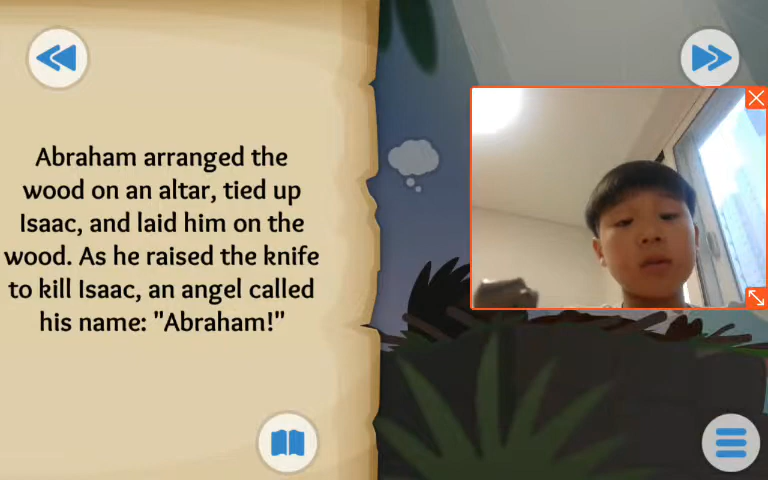 Abraham arranged the
wood on an altar, tied up
Isaac, and laid him on the
wood. As he raised the knife
to kill Isaac, an angel called
his name: "Abraham!"